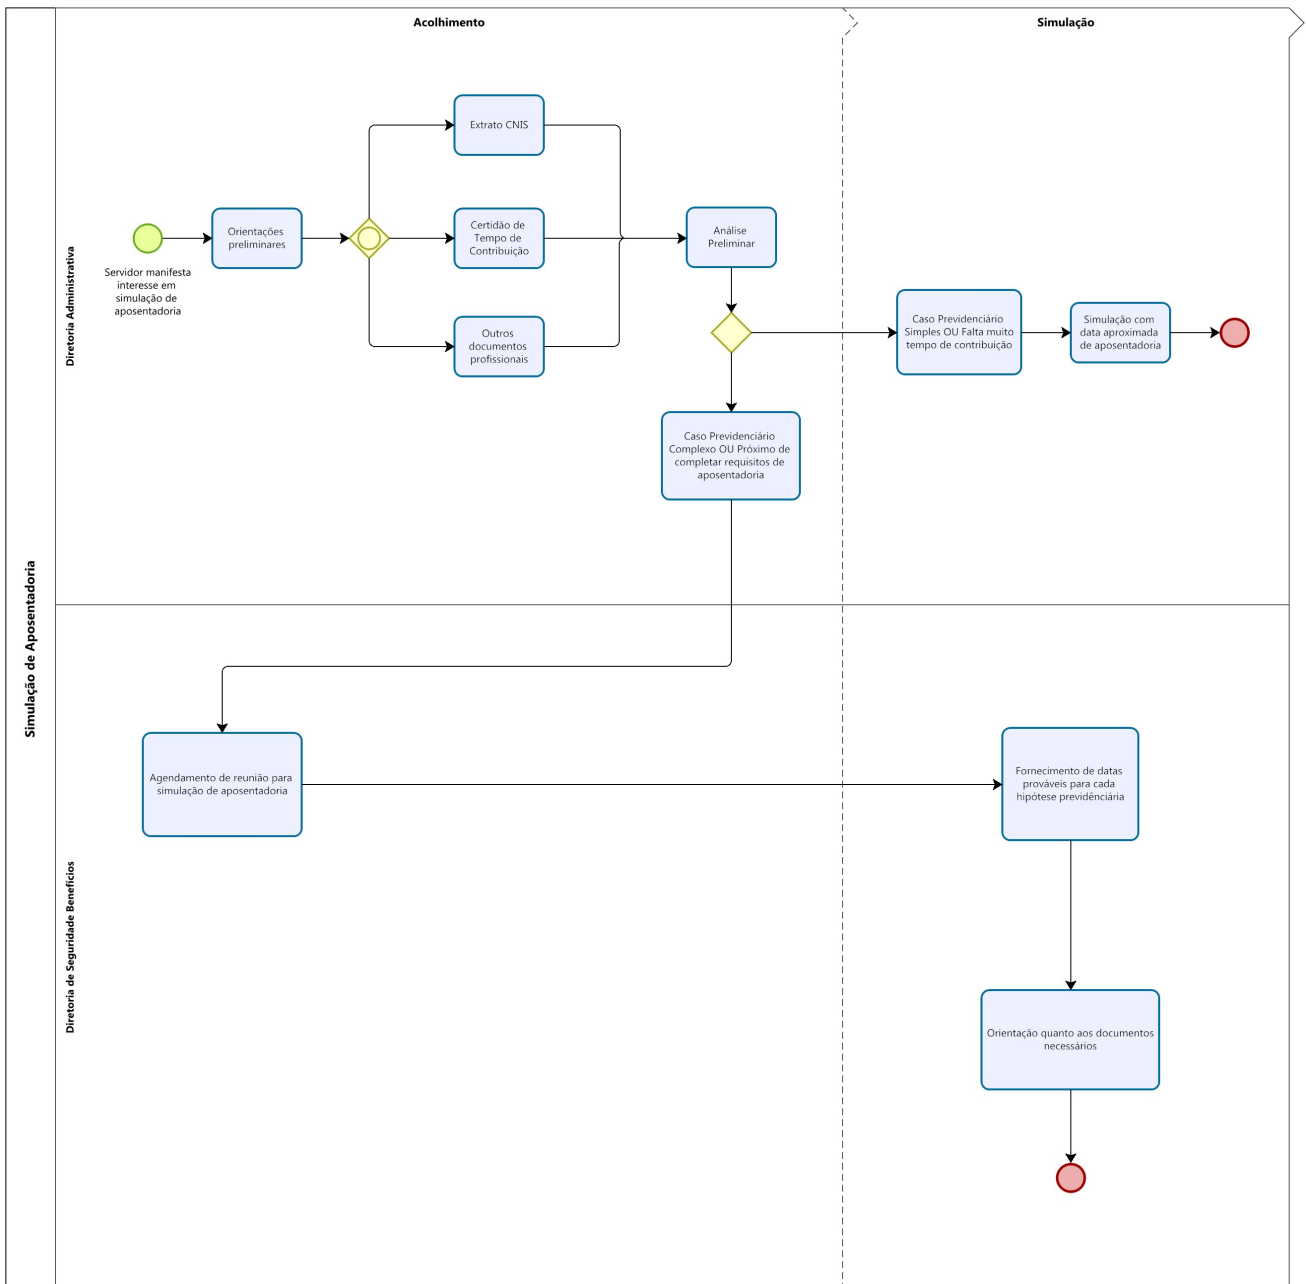 Acolhimento
Simulação
Simulação de Aposentadoria
Diretoria Administrativa
Servidor manifesta
interesse em
simulação de
aposentadoria
Orientações
preliminares
Extrato CNIS
Certidão de
Tempo de
Contribuição
Outros
documentos
profissionais
Análise
Preliminar
Caso Previdenciário
Simples OU Falta muito
tempo de contribuição
Simulação com
data aproximada
de aposentadoria
Caso Previdenciário
Complexo OU Próximo de
completar requisitos de
aposentadoria
Diretoria de Seguridade Benefícios
Agendamento de reunião para
simulação de aposentadoria
Fornecimento de datas
prováveis para cada
hipótese previdênciária
Orientação quanto aos documentos
necessários